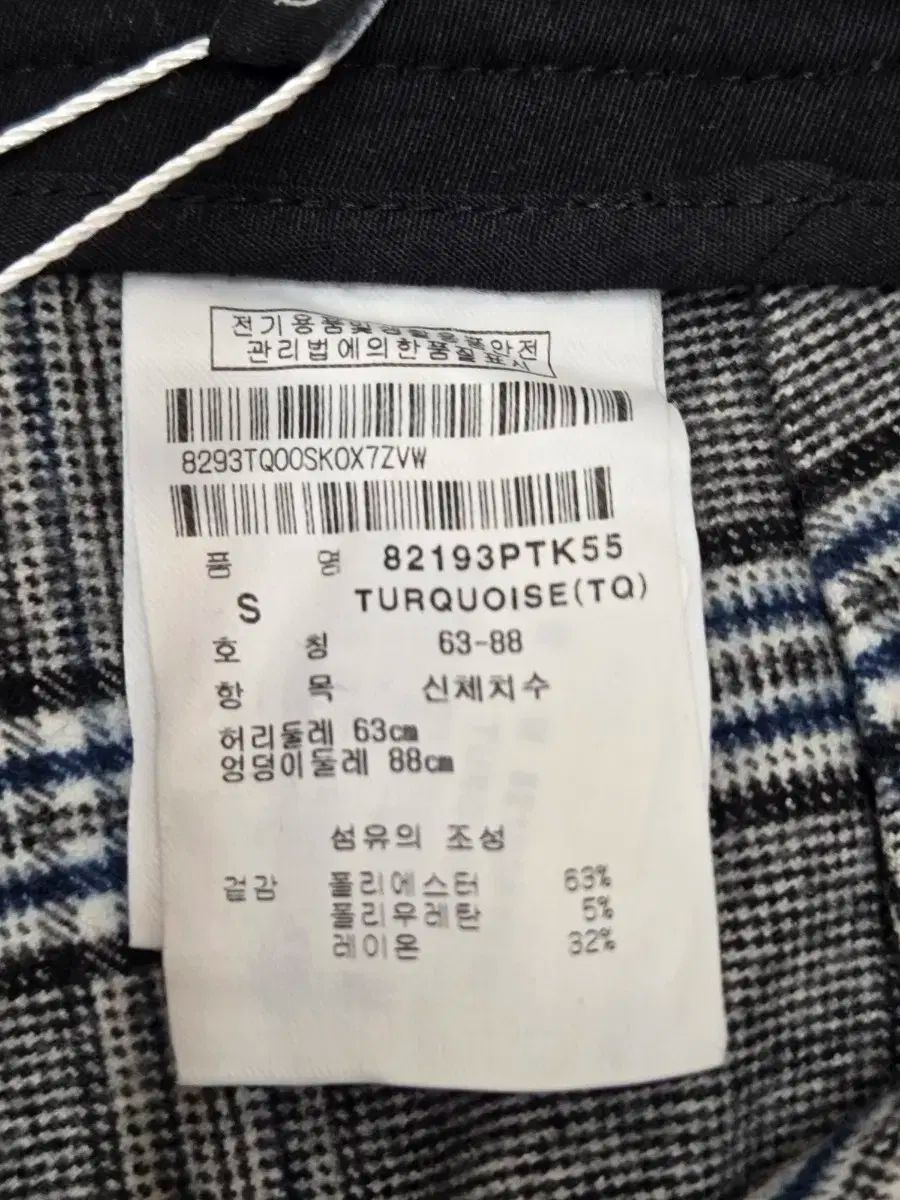 전기용품및생활용품안전
관리법에의한품질표시
8293TQ00SK0X7ZVW
품 명 82193PTK55
S TURQUOISE(TQ)
호 칭 63-88
항 목 신체치수
허리둘레 63cm
엉덩이둘레 88cm
섬유의 조성
겉감 폴리에스터 63%
폴리우레탄 5%
레이온 32%